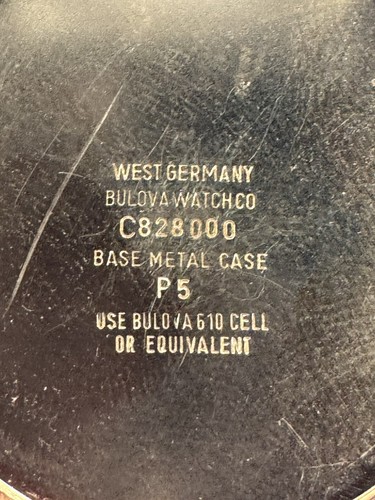 WEST GERMANY
BULOVA WATCH CO
C828000
BASE METAL CASE
P5
USE BULOVA 610 CELL
OR EQUIVALENT